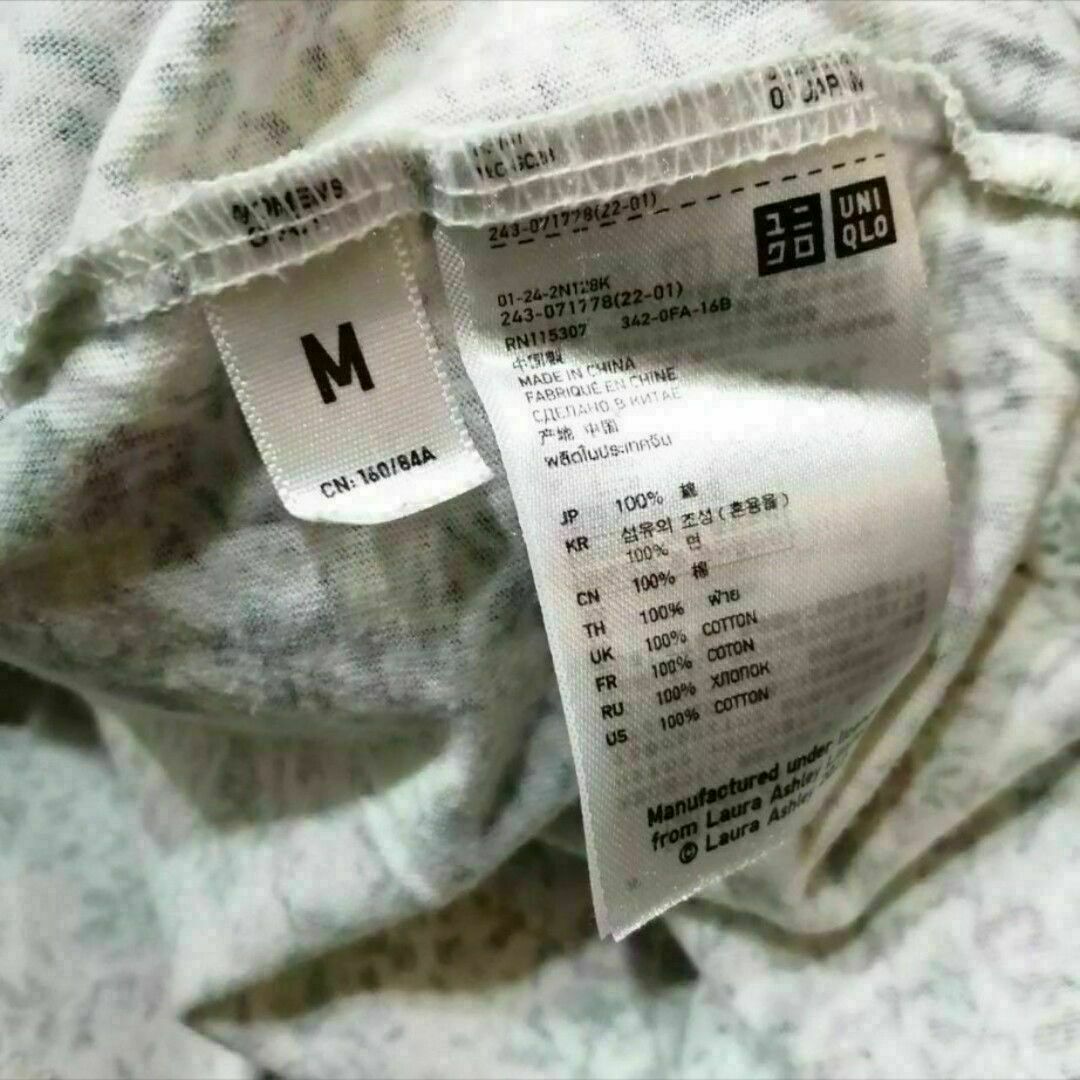 M
CN: 160/84A
243-071778(22-01)
ユニクロ
UNIQLO
01-24-2N128K
243-071778(22-01)
RN115307 342-0FA-16B
中国製
MADE IN CHINA
FABRIQUÉ EN CHINE
СДЕЛАНО В КИТАЕ
产地 中国
ผลิตในประเทศจีน
JP 100% 綿
KR 섬유의 조성(혼용율)
100% 면
CN 100% 棉
TH 100% ฝ้าย
UK 100% COTTON
FR 100% COTON
RU 100% ХЛОПОК
US 100% COTTON
Manufactured under
from Laura Ashley
© Laura Ashley